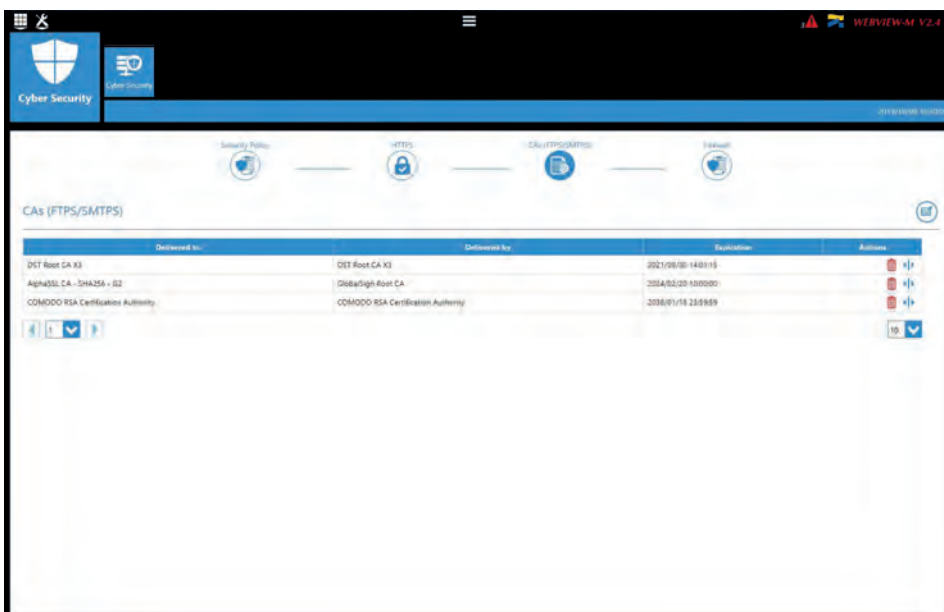 3
WEBVIEW-M V2.4
Cyber Security
Cyber Security
Security Policy
HTTPS
CAs (FTPS/SMTPS)
Firewall
CAs (FTPS/SMTPS)
Delivered to
Delivered by
Expiration
Actions
DST Root CA X3
DST Root CA X3
2021/09/30 14:01:15
AlphaSSL CA - SHA256 - G2
GlobalSign Root CA
2024/02/20 10:00:00
COMODO RSA Certification Authority
COMODO RSA Certification Authority
2038/01/18 23:59:59
1
10